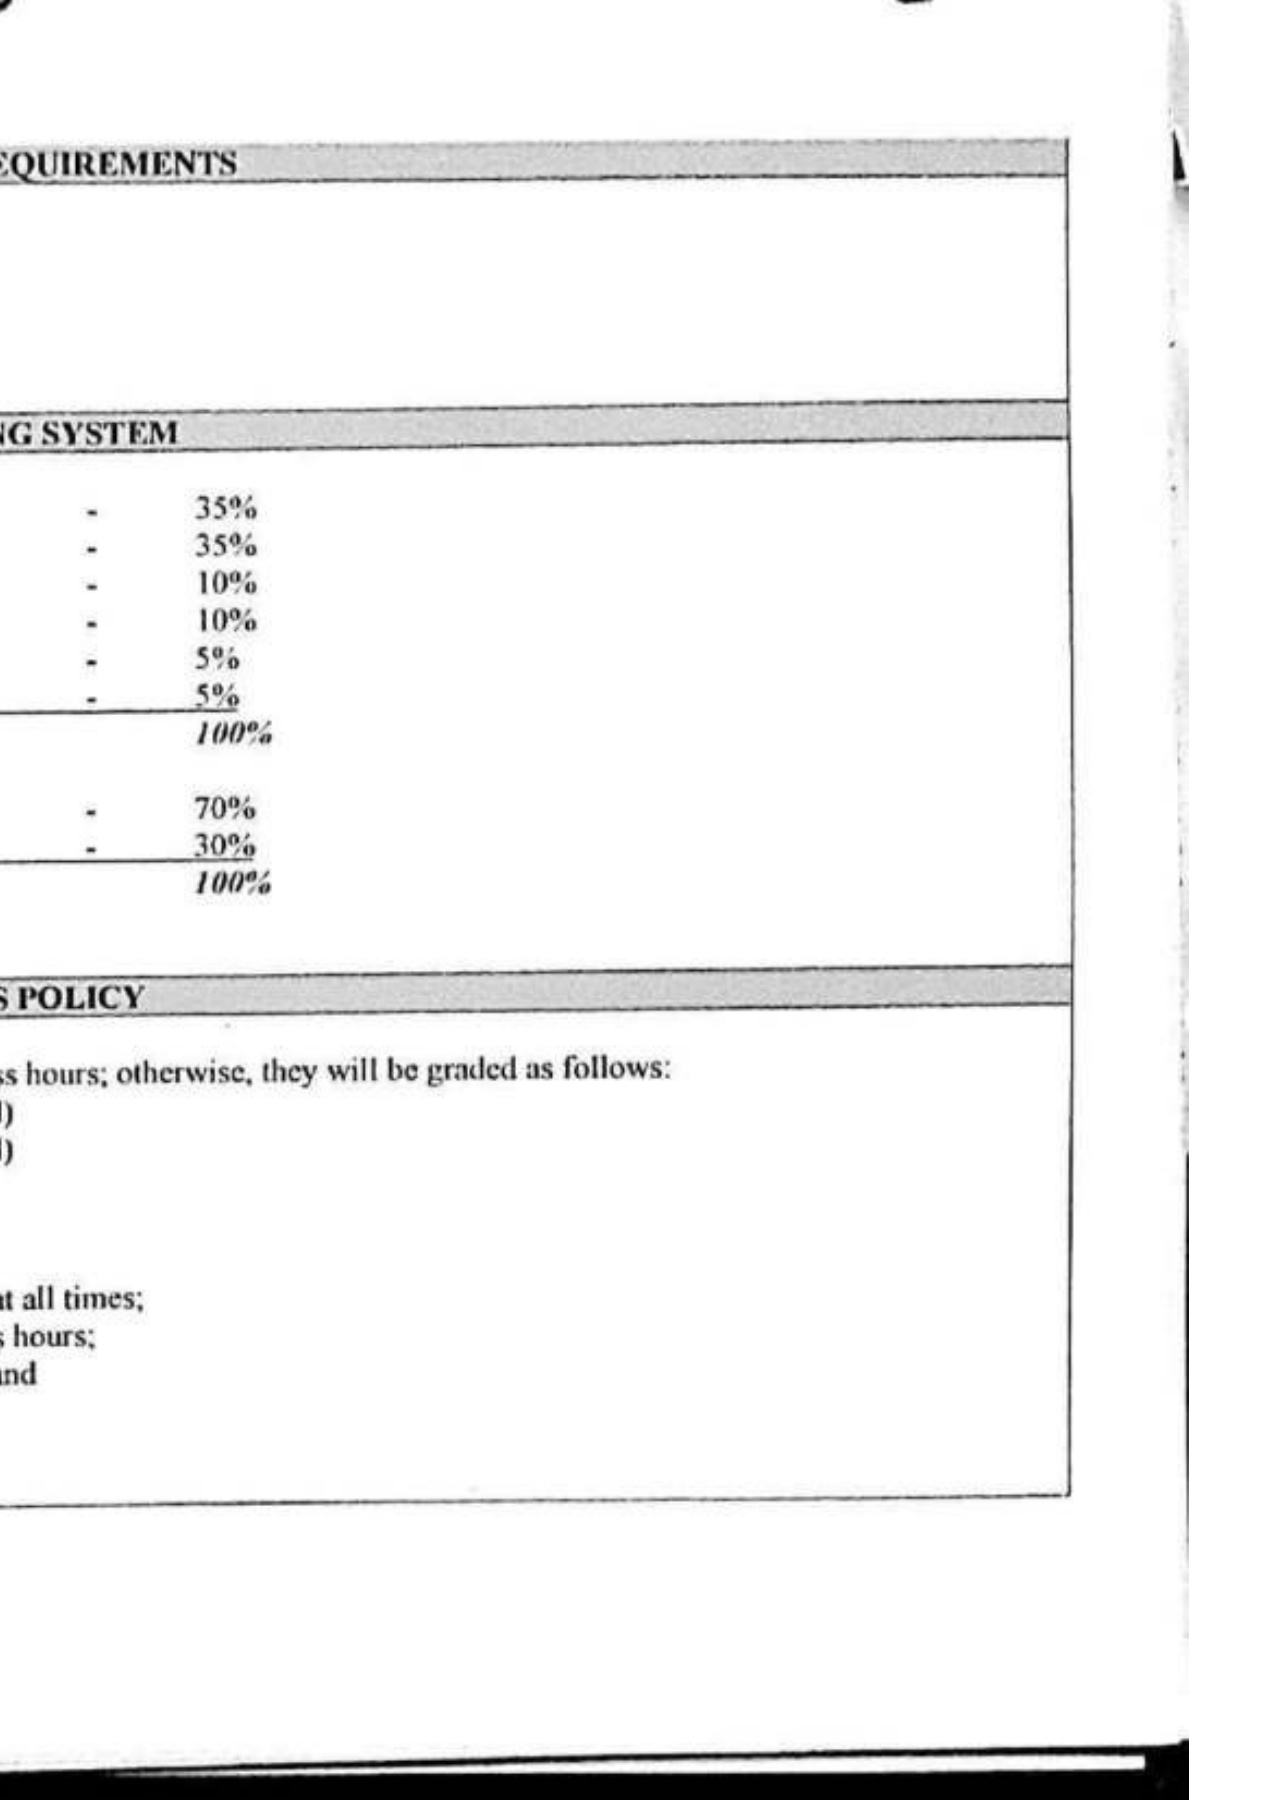 EQUIREMENTS
NG SYSTEM
- 35%
- 35%
- 10%
- 10%
- 5%
- 5%
100%
- 70%
- 30%
100%
S POLICY
ss hours; otherwise, they will be graded as follows:
l)
l)
at all times;
s hours;
and